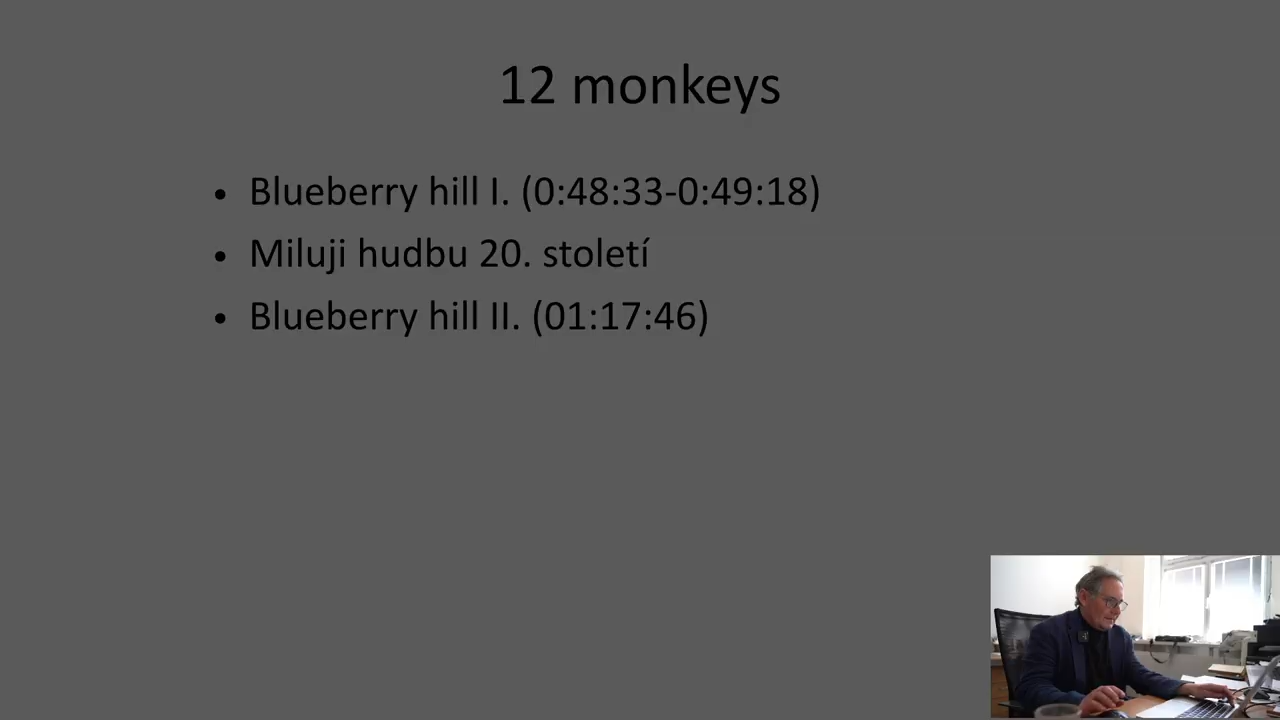 12 monkeys
• Blueberry hill I. (0:48:33-0:49:18)
• Miluji hudbu 20. století
• Blueberry hill II. (01:17:46)